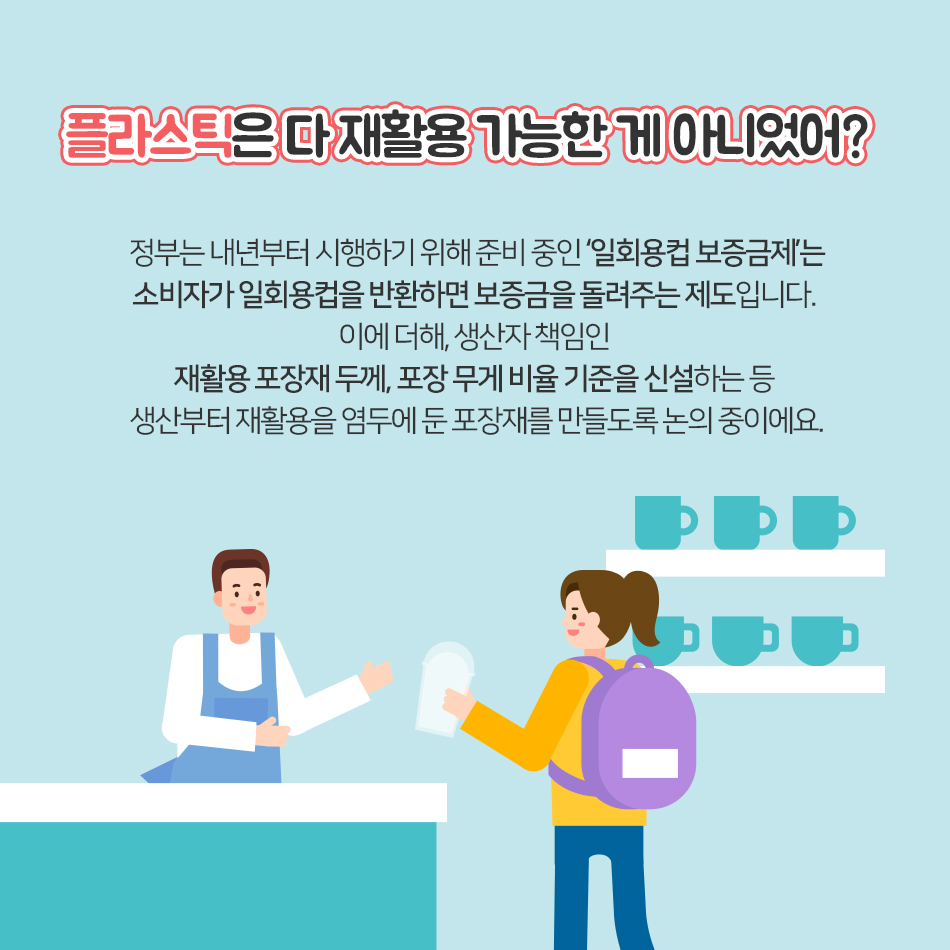 플라스틱은 다 재활용 가능한 게 아니었어?
정부는 내년부터 시행하기 위해 준비 중인 ‘일회용컵 보증금제’는
소비자가 일회용컵을 반환하면 보증금을 돌려주는 제도입니다.
이에 더해, 생산자 책임인
재활용 포장재 두께, 포장 무게 비율 기준을 신설하는 등
생산부터 재활용을 염두에 둔 포장재를 만들도록 논의 중이에요.